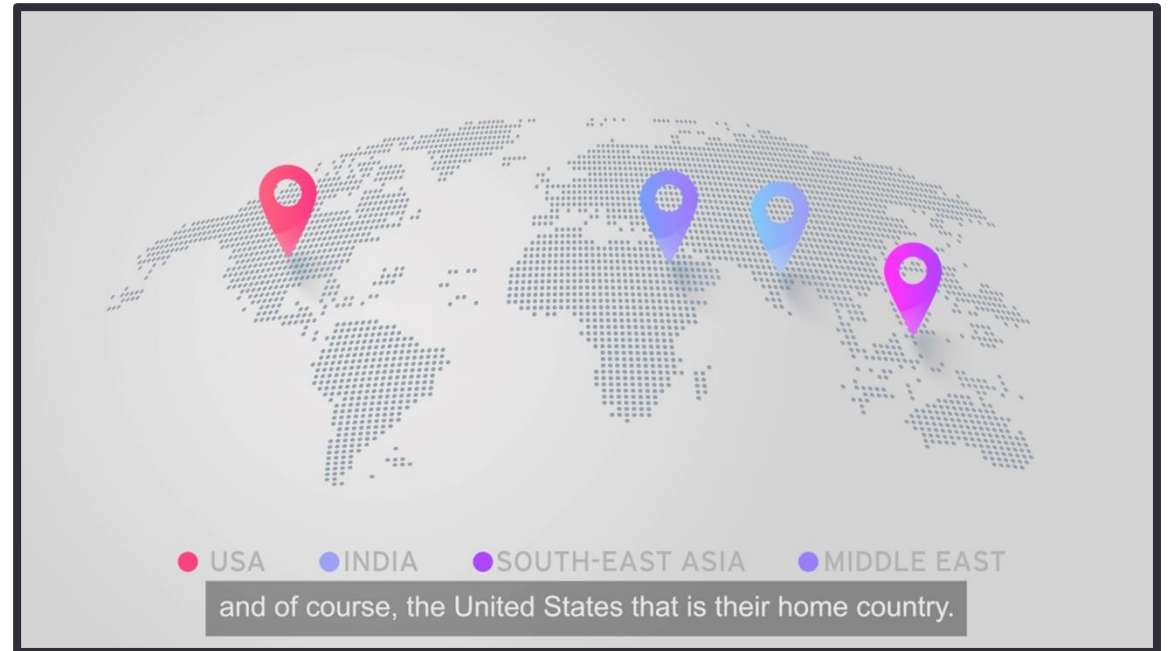 USA INDIA SOUTH-EAST ASIA MIDDLE EAST
and of course, the United States that is their home country.